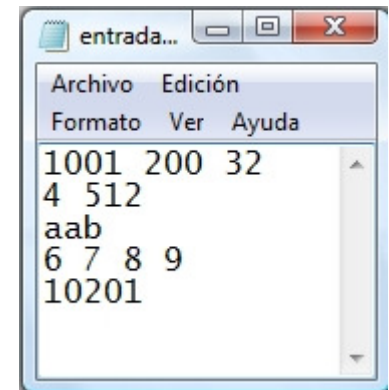 entrada...
Archivo Edición
Formato Ver Ayuda
1001 200 32
4 512
aab
6 7 8 9
10201